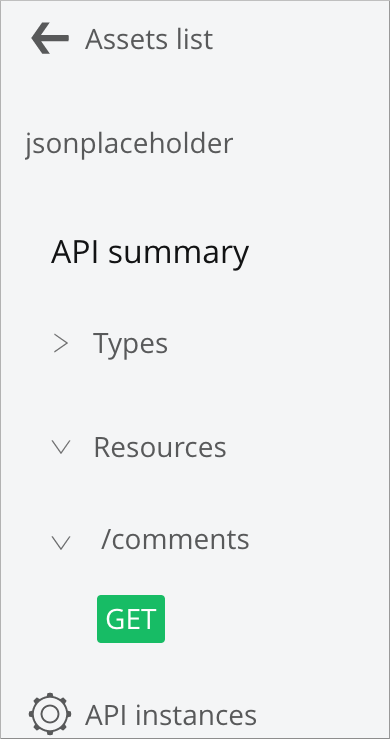 Assets list
jsonplaceholder
API summary
Types
Resources
/comments
GET
API instances